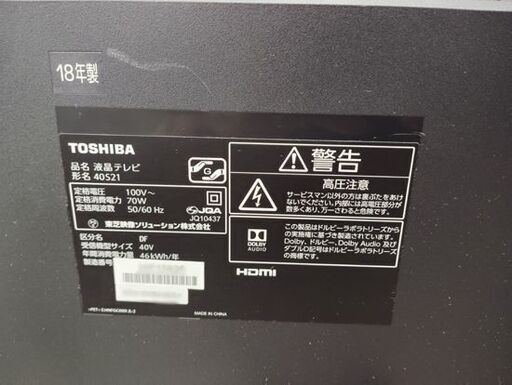 18年製
TOSHIBA
品名 液晶テレビ
形名 40S21
定格電圧: 100V~
定格消費電力: 70W
定格周波数: 50/60 Hz
JQA
JQ10437
東芝映像ソリューション株式会社
区分名 DF
受信機型サイズ 40V
年間消費電力量 46kWh/年
製造番号
警告
高圧注意
サービスマン以外の方は裏ぶたをあけ
ないでください。内部には高電圧部分が
数多くあり、万一さわると危険です。
DOLBY
AUDIO
この製品はドルビーラボラトリーズ
からの実施権に基づき製造されています。
Dolby、ドルビー、Dolby Audio 及び
ダブルD記号はドルビーラボラトリーズ
の商標です。
HDMI
MADE IN CHINA